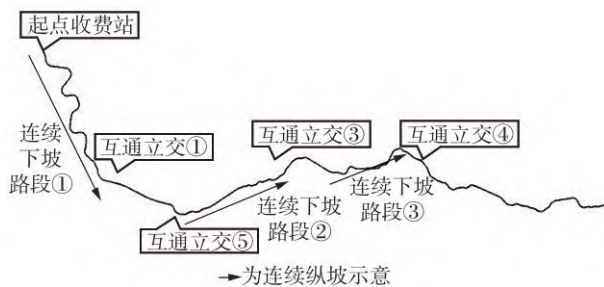 起点收费站
连续
下坡
路段①
互通立交①
互通立交③
互通立交④
连续下坡
路段②
连续下坡
路段③
互通立交⑤
→为连续纵坡示意